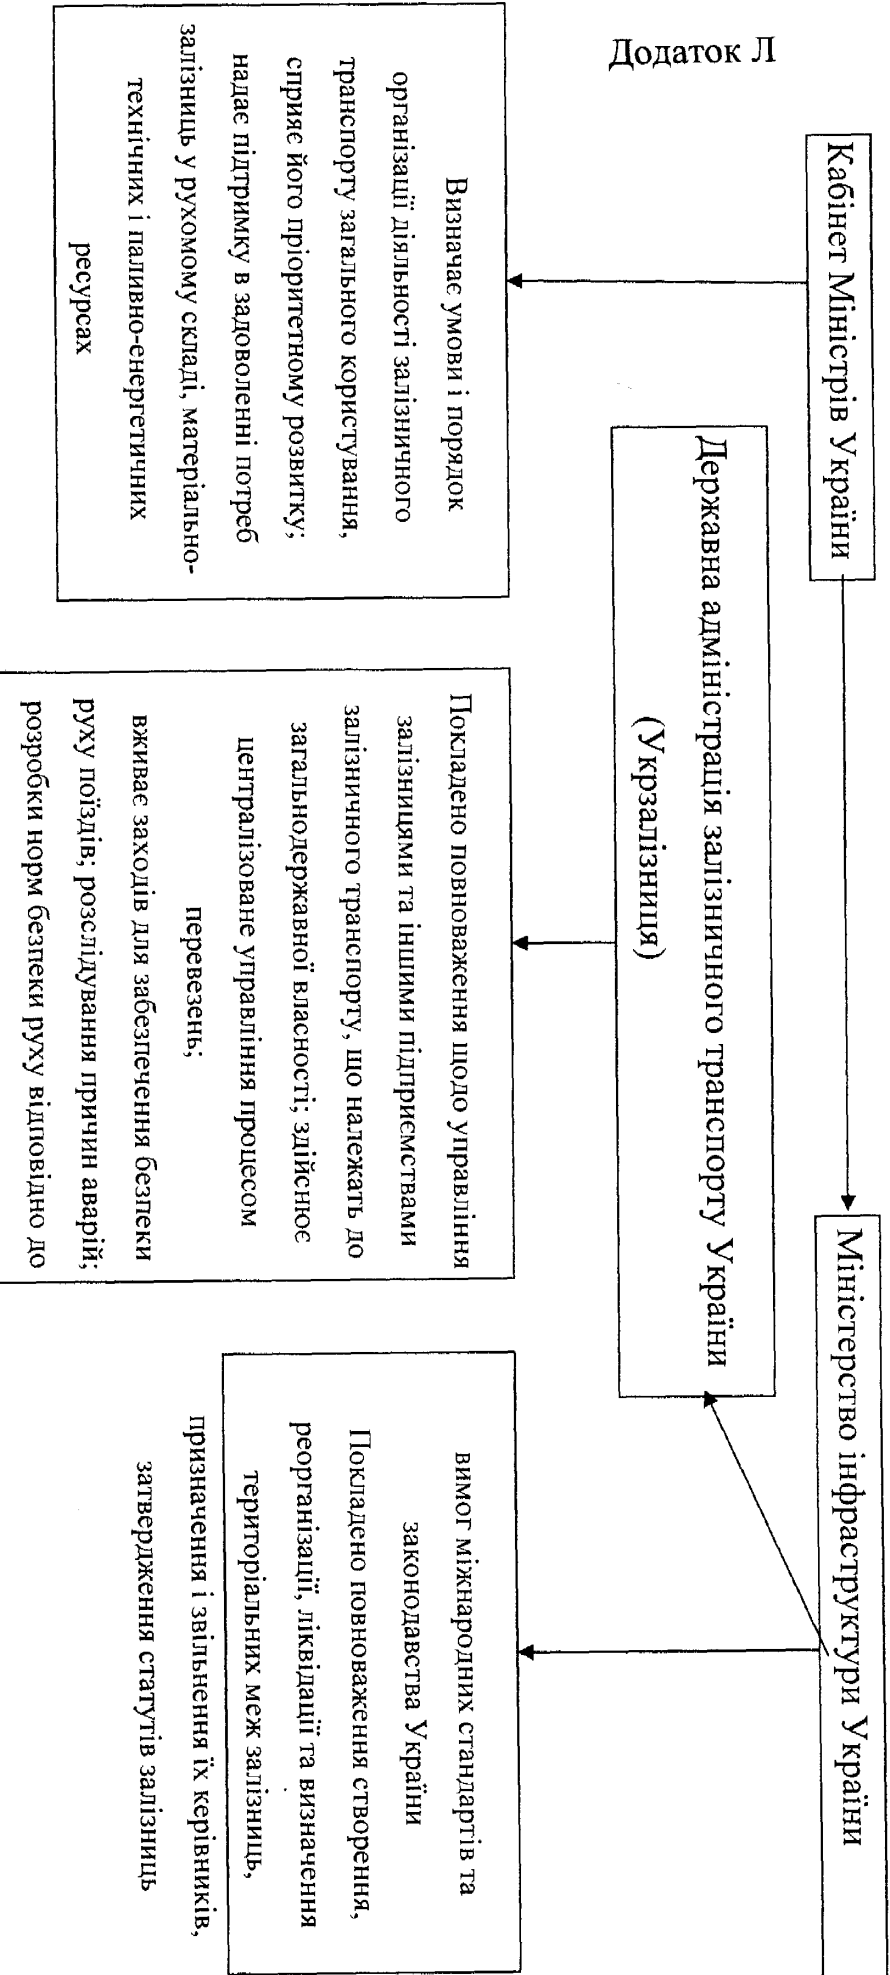 Додаток Л
Кабінет Міністрів України
Міністерство інфраструктури України
Державна адміністрація залізничного транспорту України
(Укрзалізниця)
Визначає умови і порядок
організації діяльності залізничного
транспорту загального користування,
сприяє його пріоритетному розвитку;
надає підтримку в задоволенні потреб
залізниць у рухомому складі, матеріально-
технічних і паливно-енергетичних
ресурсах
Покладено повноваження щодо управління
залізницями та іншими підприємствами
залізничного транспорту, що належать до
загальнодержавної власності; здійснює
централізоване управління процесом
перевезень;
вживає заходів для забезпечення безпеки
руху поїздів; розслідування причин аварій;
розробки норм безпеки руху відповідно до
вимог міжнародних стандартів та
законодавства України
Покладено повноваження створення,
реорганізації, ліквідації та визначення
територіальних меж залізниць,
призначення і звільнення їх керівників,
затвердження статутів залізниць